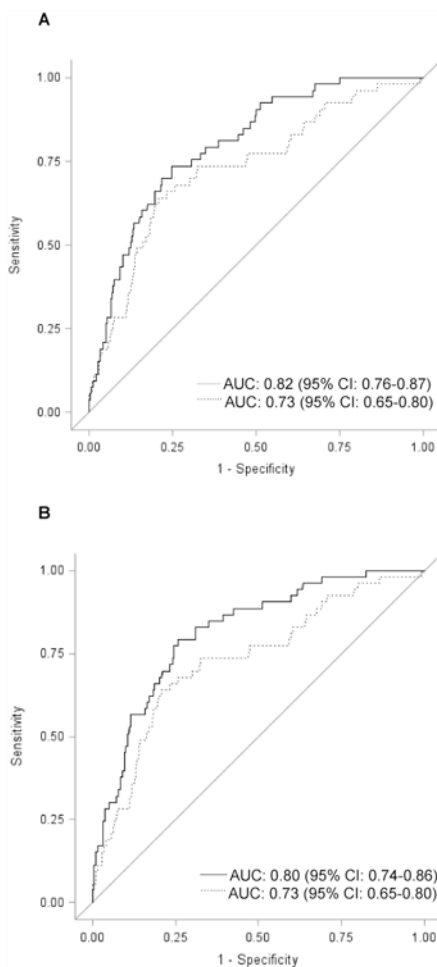 A
1.00
0.75
Sensitivity
0.50
0.25
0.00
AUC: 0.82 (95% CI: 0.76-0.87)
AUC: 0.73 (95% CI: 0.65-0.80)
0.00 0.25 0.50 0.75 1.00
1 - Specificity
B
1.00
0.75
Sensitivity
0.50
0.25
0.00
AUC: 0.80 (95% CI: 0.74-0.86)
AUC: 0.73 (95% CI: 0.65-0.80)
0.00 0.25 0.50 0.75 1.00
1 - Specificity